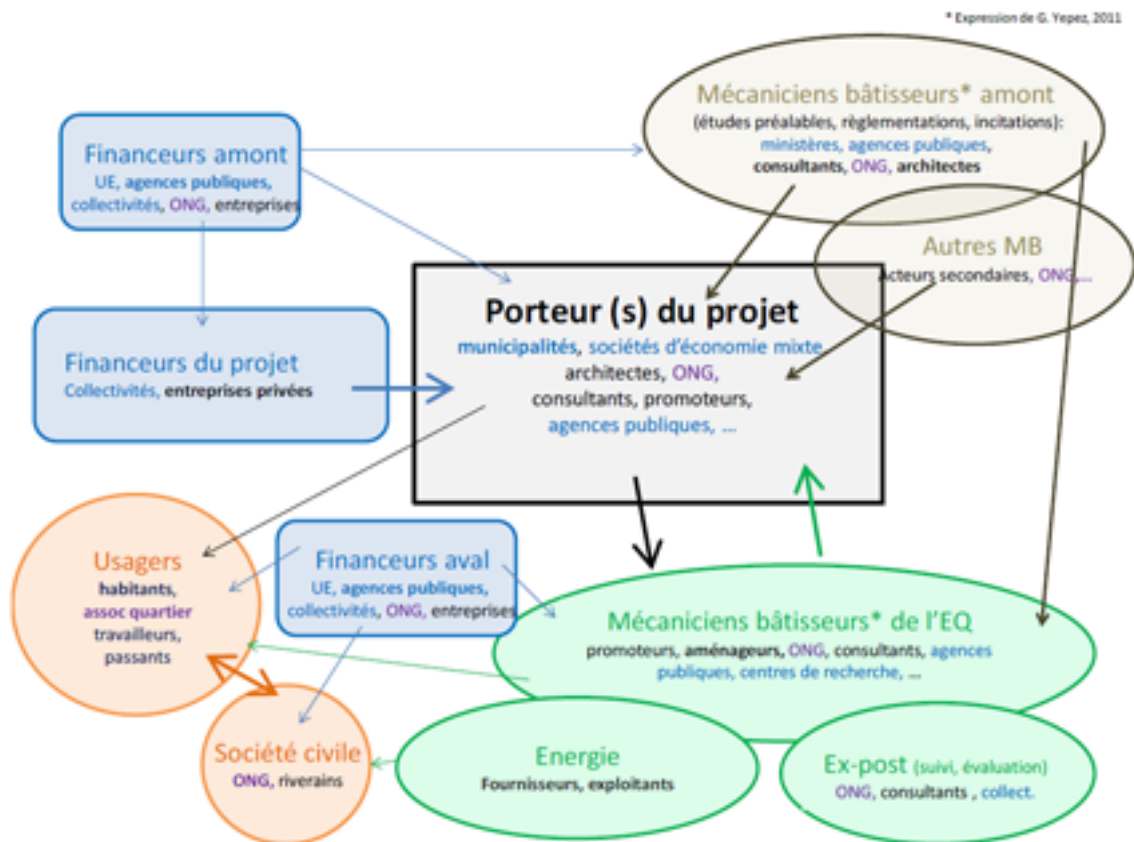 * Expression de G. Yepez, 2011
Mécaniciens bâtisseurs* amont
(études préalables, règlementations, incitations):
ministères, agences publiques,
consultants, ONG, architectes
Financeurs amont
UE, agences publiques,
collectivités, ONG, entreprises
Autres MB
Acteurs secondaires, ONG,...
Porteur (s) du projet
municipalités, sociétés d'économie mixte
architectes, ONG,
consultants, promoteurs,
agences publiques, ...
Financeurs du projet
Collectivités, entreprises privées
Usagers
habitants,
assoc quartier
travailleurs,
passants
Financeurs aval
UE, agences publiques,
collectivités, ONG, entreprises
Mécaniciens bâtisseurs* de l'EQ
promoteurs, aménageurs, ONG, consultants, agences
publiques, centres de recherche, ...
Société civile
ONG, riverains
Energie
Fournisseurs, exploitants
Ex-post (suivi, évaluation)
ONG, consultants , collect.